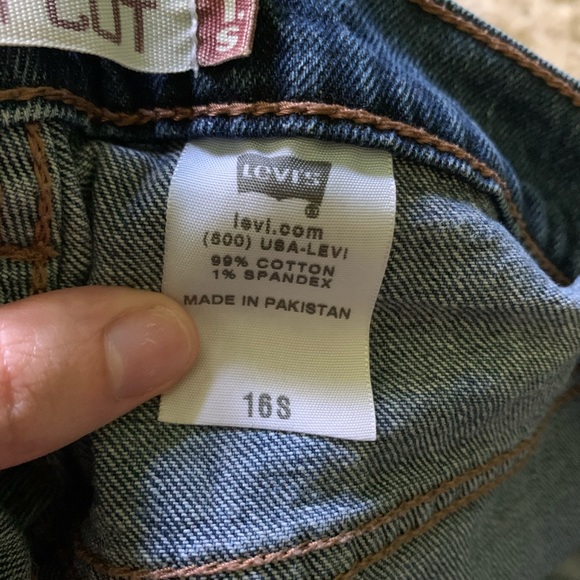 CUT
Levi's
®
levi.com
(800) USA-LEVI
99% COTTON
1% SPANDEX
MADE IN PAKISTAN
16S